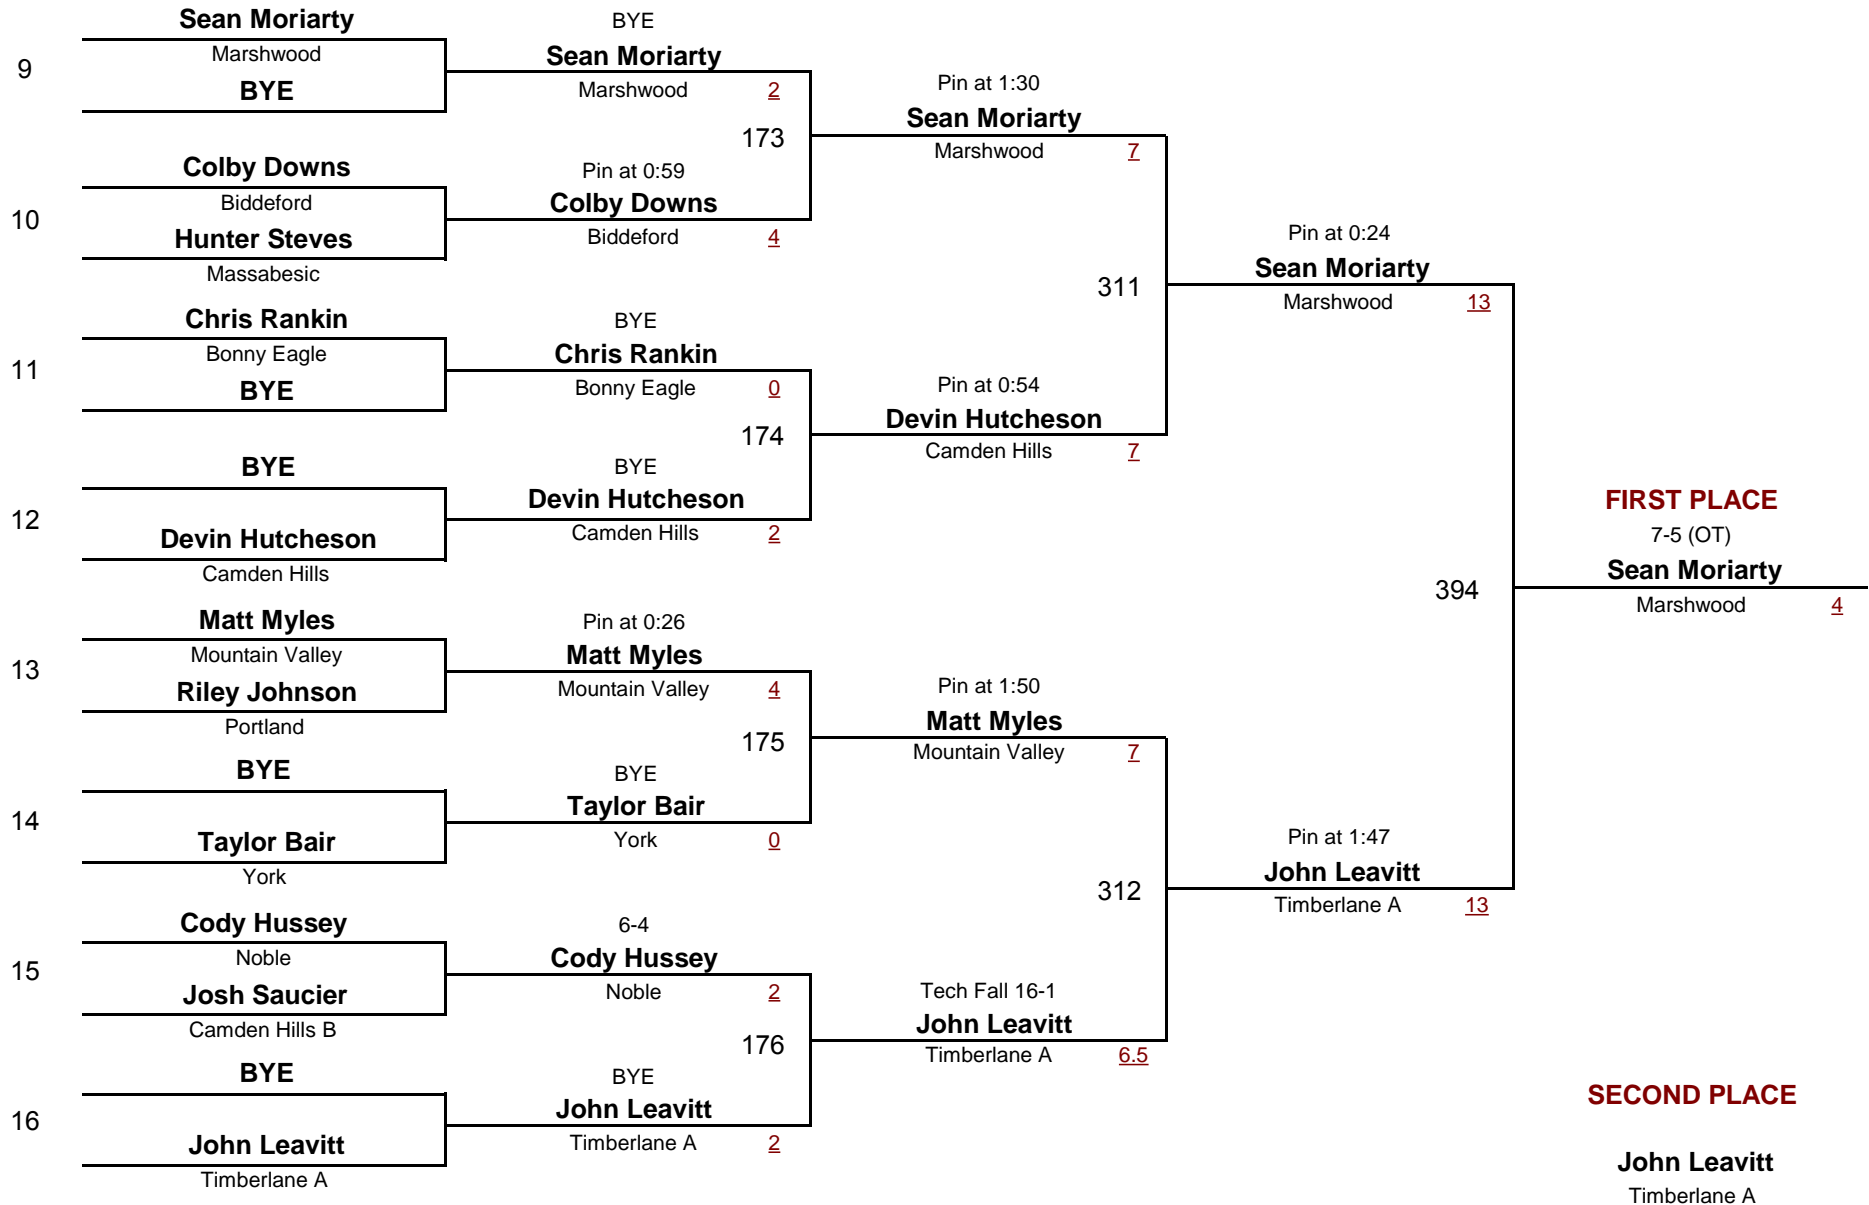 Sean Moriarty
Marshwood
9
BYE
Colby Downs
Biddeford
10
Hunter Steves
Massabesic
Chris Rankin
Bonny Eagle
11
BYE
BYE
12
Devin Hutcheson
Camden Hills
Matt Myles
Mountain Valley
13
Riley Johnson
Portland
BYE
14
Taylor Bair
York
Cody Hussey
Noble
15
Josh Saucier
Camden Hills B
BYE
16
John Leavitt
Timberlane A
BYE
Sean Moriarty
Marshwood 2
173
Pin at 0:59
Colby Downs
Biddeford 4
BYE
Chris Rankin
Bonny Eagle 0
174
BYE
Devin Hutcheson
Camden Hills 2
Pin at 0:26
Matt Myles
Mountain Valley 4
175
BYE
Taylor Bair
York 0
6-4
Cody Hussey
Noble 2
176
BYE
John Leavitt
Timberlane A 2
Pin at 1:30
Sean Moriarty
Marshwood 7
311
Pin at 0:54
Devin Hutcheson
Camden Hills 7
Pin at 1:50
Matt Myles
Mountain Valley 7
312
Tech Fall 16-1
John Leavitt
Timberlane A 6.5
Pin at 0:24
Sean Moriarty
Marshwood 13
394
Pin at 1:47
John Leavitt
Timberlane A 13
FIRST PLACE
7-5 (OT)
Sean Moriarty
Marshwood 4
SECOND PLACE
John Leavitt
Timberlane A